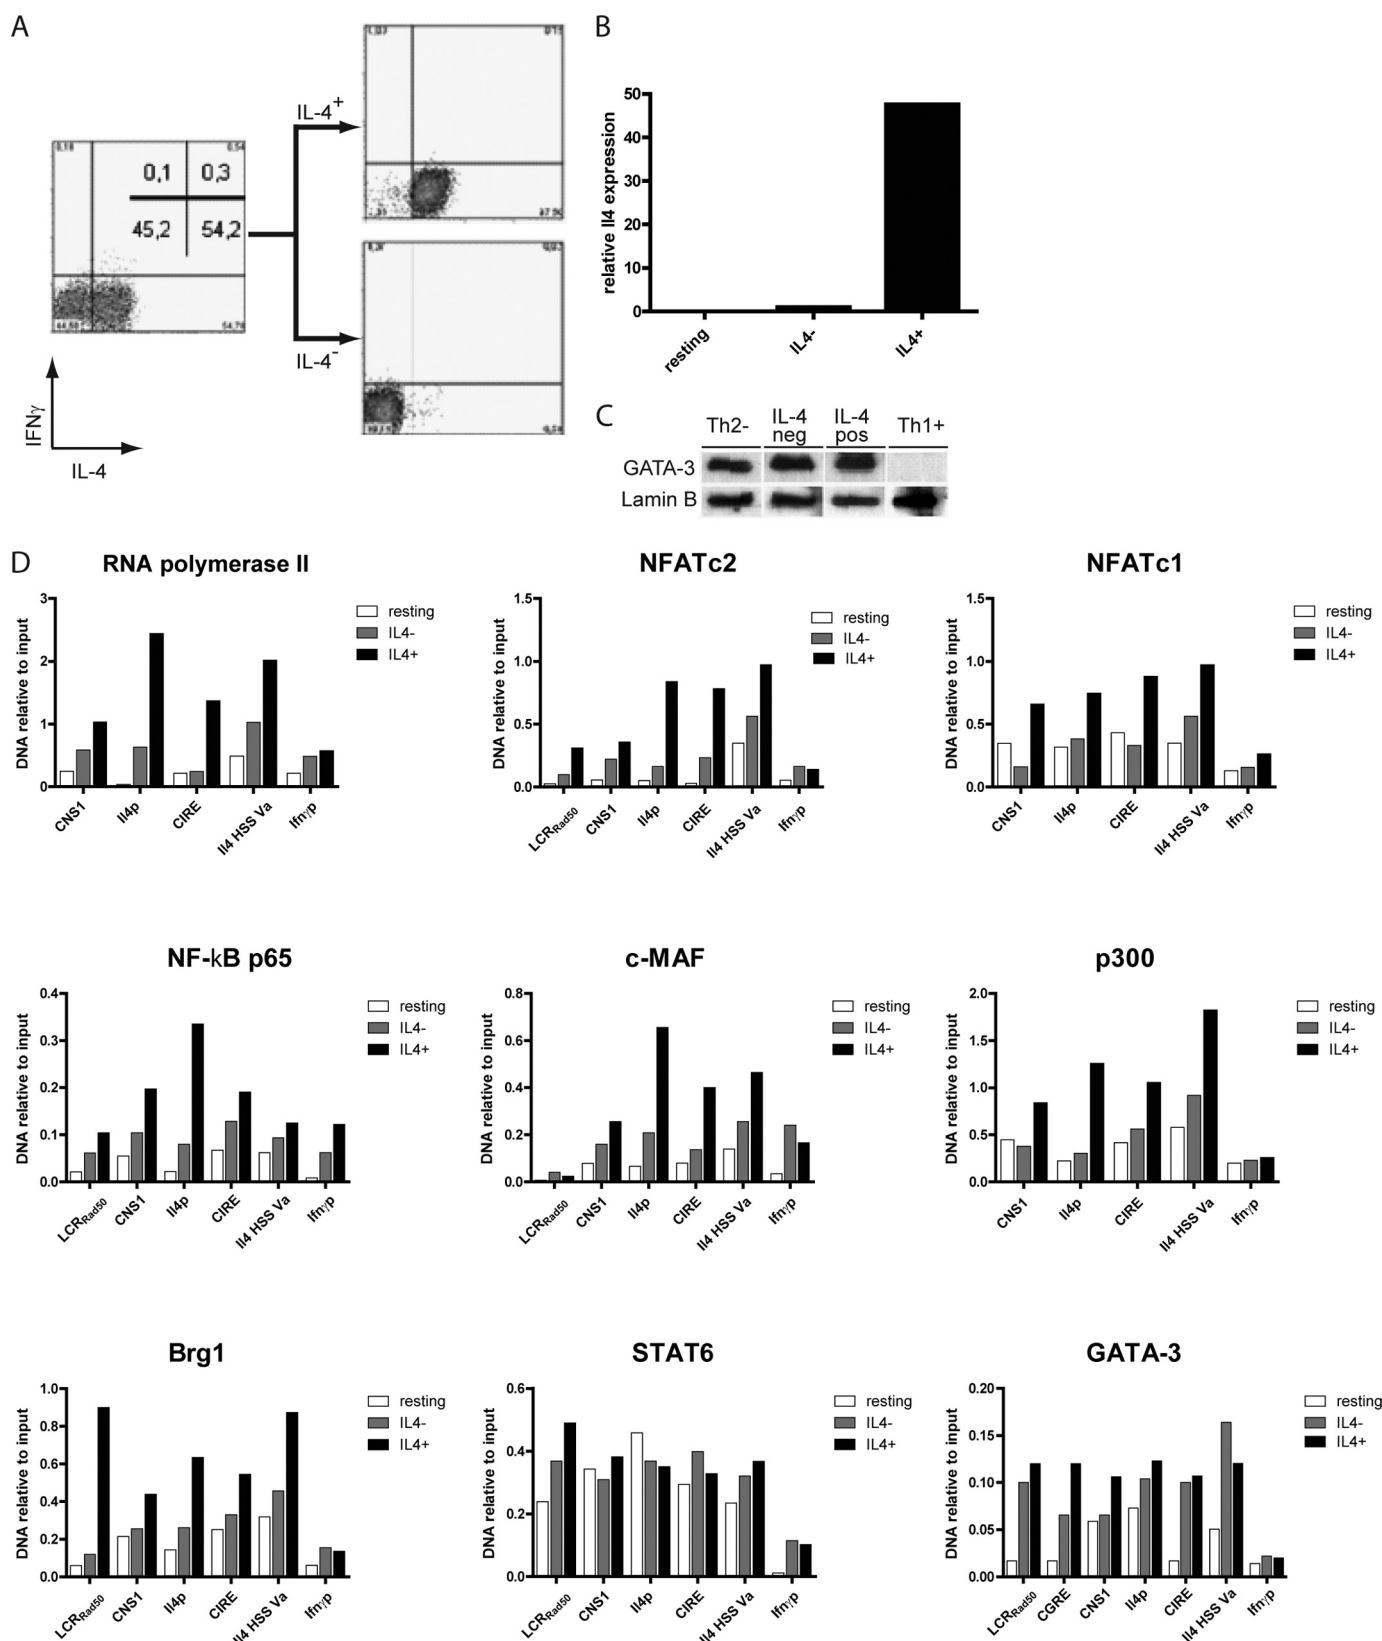 A
0,18
0,54
0,1
0,3
45,2
54,2
IL-4+
IL-4-
IFNγ
IL-4
B
relative Il4 expression
50
40
30
20
10
0
resting
IL4-
IL4+
C
Th2-
IL-4 neg
IL-4 pos
Th1+
GATA-3
Lamin B
D
RNA polymerase II
DNA relative to input
3
2
1
0
CNS1
Il4p
CIRE
Il4 HSS Va
Ifnγp
resting
IL4-
IL4+
NFATc2
DNA relative to input
1.5
1.0
0.5
0.0
LCRRad50
CNS1
Il4p
CIRE
Il4 HSS Va
Ifnγp
resting
IL4-
IL4+
NFATc1
DNA relative to input
1.5
1.0
0.5
0.0
CNS1
Il4p
CIRE
Il4 HSS Va
Ifnγp
resting
IL4-
IL4+
NF-kB p65
DNA relative to input
0.4
0.3
0.2
0.1
0.0
LCRRad50
CNS1
Il4p
CIRE
Il4 HSS Va
Ifnγp
resting
IL4-
IL4+
c-MAF
DNA relative to input
0.8
0.6
0.4
0.2
0.0
LCRRad50
CNS1
Il4p
CIRE
Il4 HSS Va
Ifnγp
resting
IL4-
IL4+
p300
DNA relative to input
2.0
1.5
1.0
0.5
0.0
CNS1
Il4p
CIRE
Il4 HSS Va
Ifnγp
resting
IL4-
IL4+
Brg1
DNA relative to input
1.0
0.8
0.6
0.4
0.2
0.0
LCRRad50
CNS1
Il4p
CIRE
Il4 HSS Va
Ifnγp
resting
IL4-
IL4+
STAT6
DNA relative to input
0.6
0.4
0.2
0.0
LCRRad50
CNS1
Il4p
CIRE
Il4 HSS Va
Ifnγp
resting
IL4-
IL4+
GATA-3
DNA relative to input
0.20
0.15
0.10
0.05
0.00
LCRRad50
CGRE
CNS1
Il4p
CIRE
Il4 HSS Va
Ifnγp
resting
IL4-
IL4+